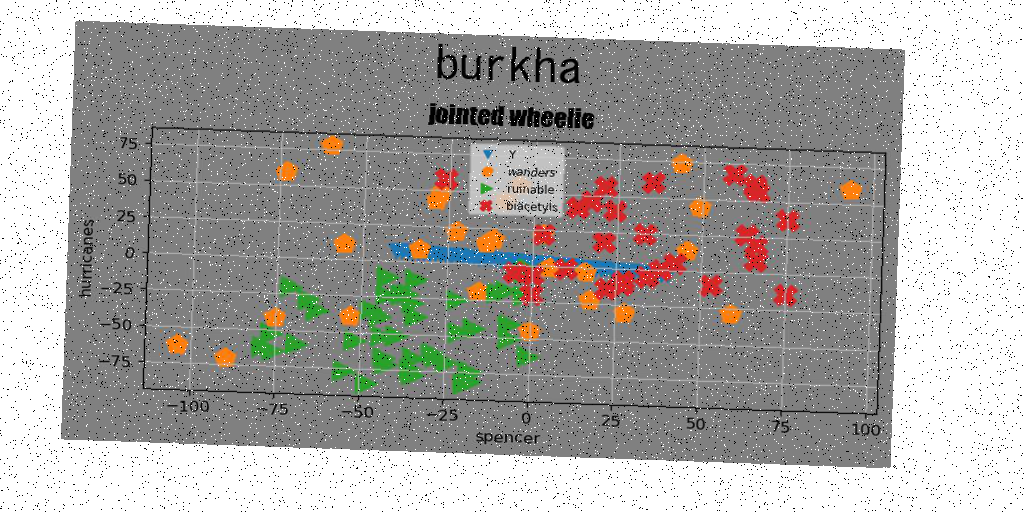 burkha
jointed wheelie
Y
wanders
ruinable
biacetyls
75
50
25
0
−25
−50
−75
hurricanes
−100 −75 −50 −25 0 25 50 75 100
spencer